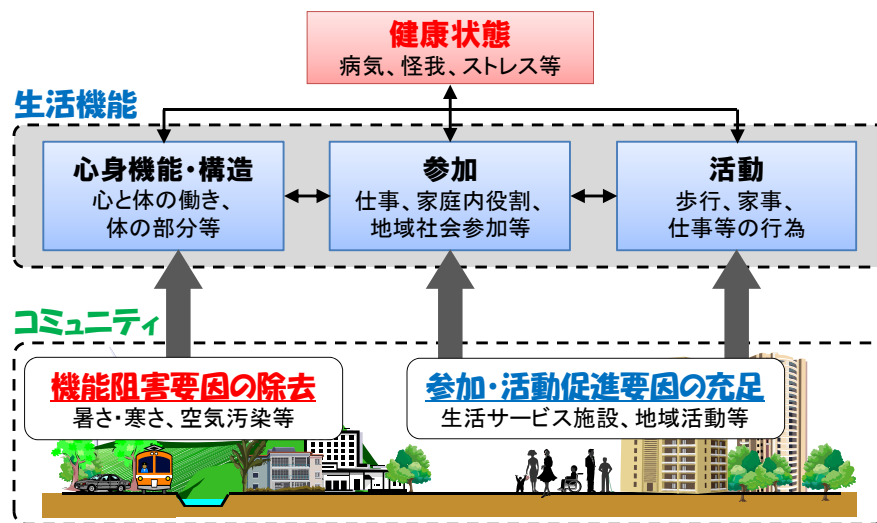 健康状態
病気、怪我、ストレス等
生活機能
心身機能・構造
心と体の働き、
体の部分等
参加
仕事、家庭内役割、
地域社会参加等
活動
歩行、家事、
仕事等の行為
コミュニティ
機能阻害要因の除去
暑さ・寒さ、空気汚染等
参加・活動促進要因の充足
生活サービス施設、地域活動等